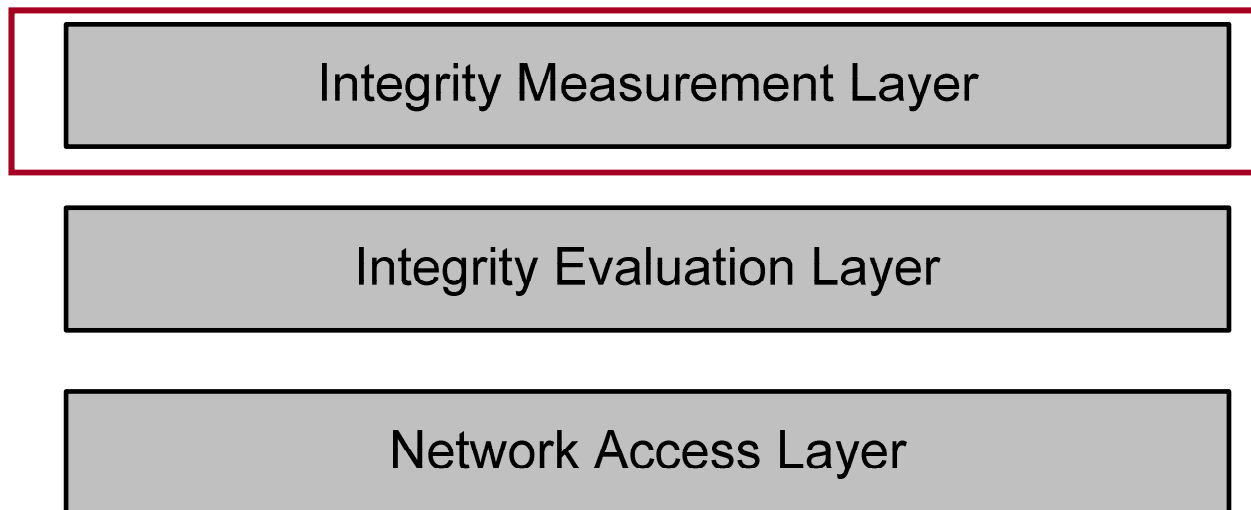 Integrity Measurement Layer
Integrity Evaluation Layer
Network Access Layer